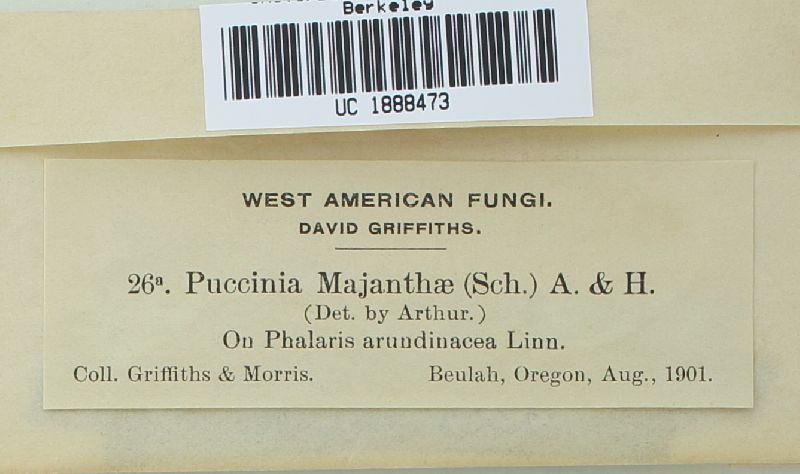 Berkeley
UC 1888473
WEST AMERICAN FUNGI.
DAVID GRIFFITHS.
26ª. Puccinia Majanthæ (Sch.) A. & H.
(Det. by Arthur.)
On Phalaris arundinacea Linn.
Coll. Griffiths & Morris. Beulah, Oregon, Aug., 1901.